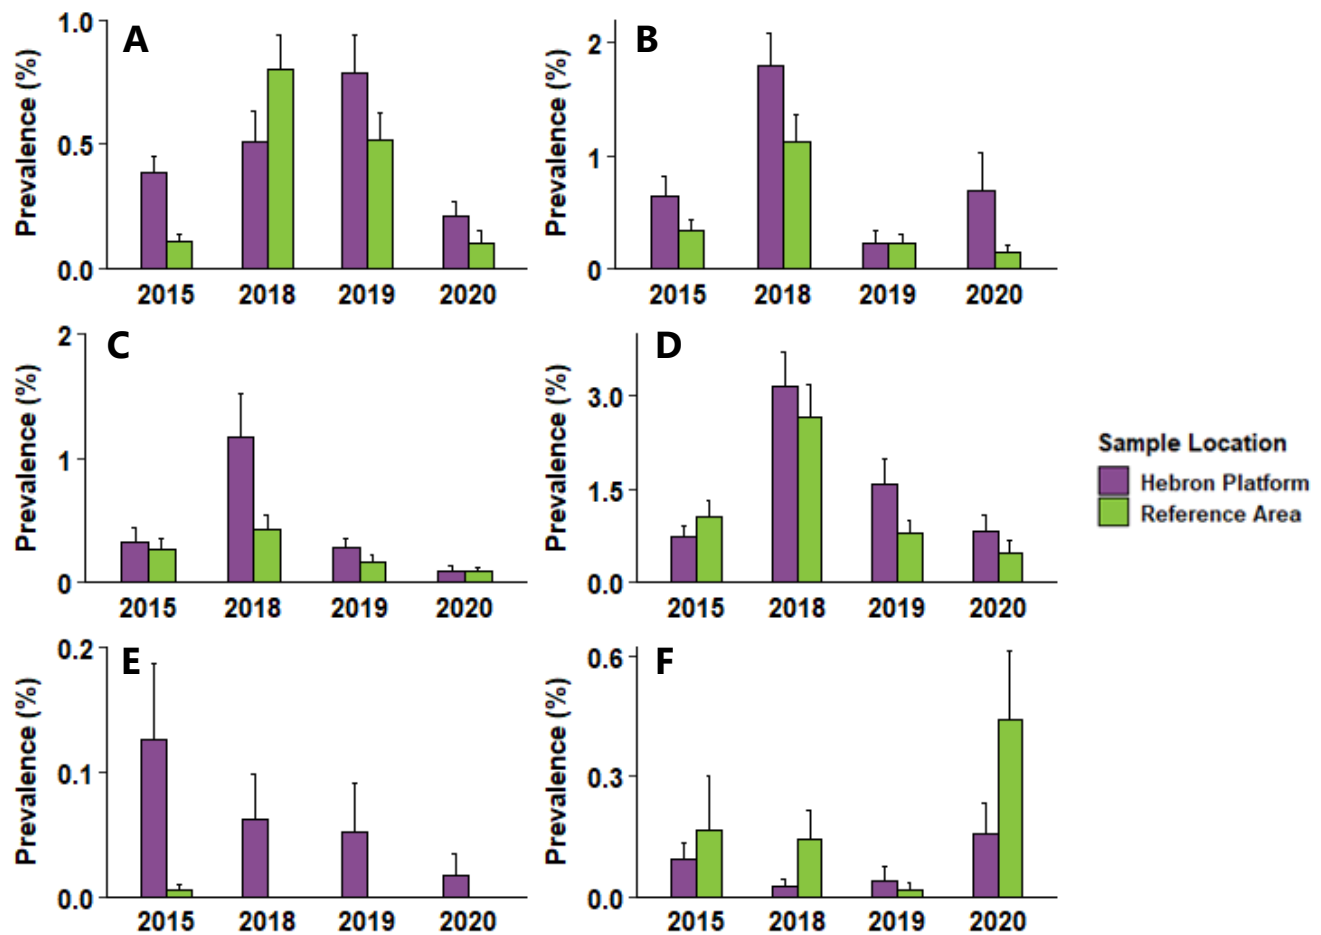 A
Prevalence (%)
1.0
0.5
0.0
2015 2018 2019 2020
B
Prevalence (%)
2
1
0
2015 2018 2019 2020
C
Prevalence (%)
2
1
0
2015 2018 2019 2020
D
Prevalence (%)
3.0
1.5
0.0
2015 2018 2019 2020
Sample Location
Hebron Platform
Reference Area
E
Prevalence (%)
0.2
0.1
0.0
2015 2018 2019 2020
F
Prevalence (%)
0.6
0.3
0.0
2015 2018 2019 2020